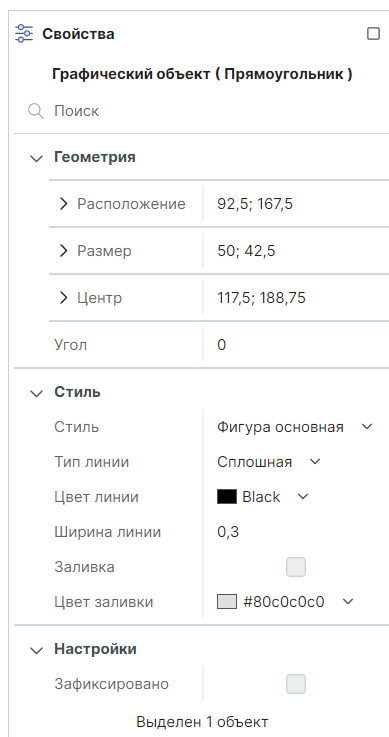 Свойства
Графический объект ( Прямоугольник )
Поиск
Геометрия
Расположение 92,5; 167,5
Размер 50; 42,5
Центр 117,5; 188,75
Угол 0
Стиль
Стиль Фигура основная
Тип линии Сплошная
Цвет линии Black
Ширина линии 0,3
Заливка
Цвет заливки #80c0c0c0
Настройки
Зафиксировано
Выделен 1 объект